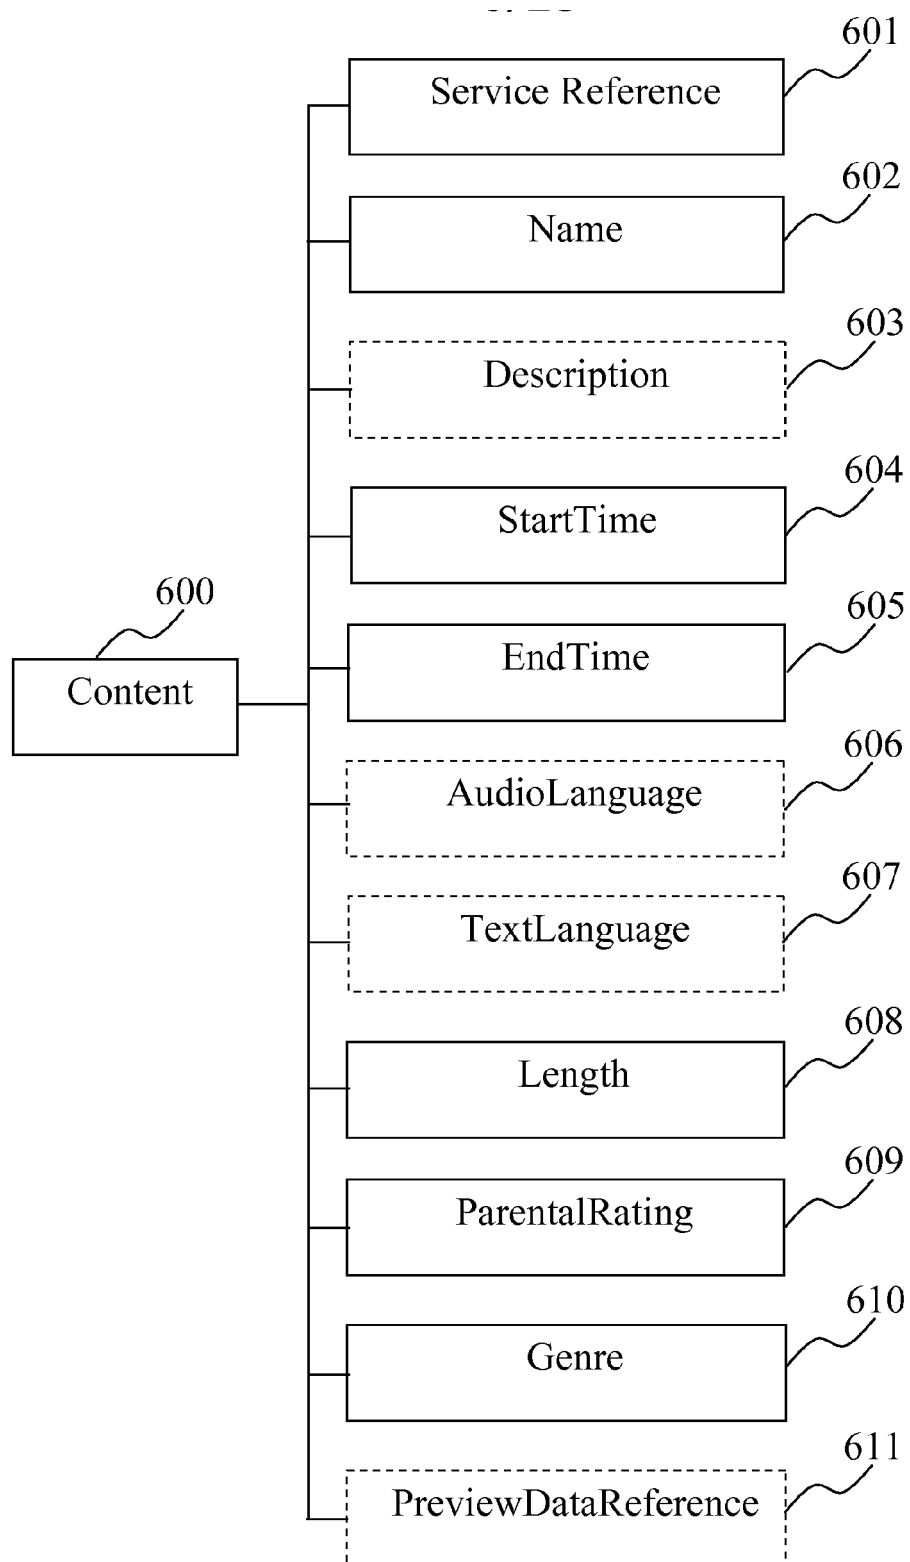 601
Service Reference
602
Name
603
Description
604
StartTime
600
605
EndTime
Content
606
AudioLanguage
607
TextLanguage
608
Length
609
ParentalRating
610
Genre
611
PreviewDataReference